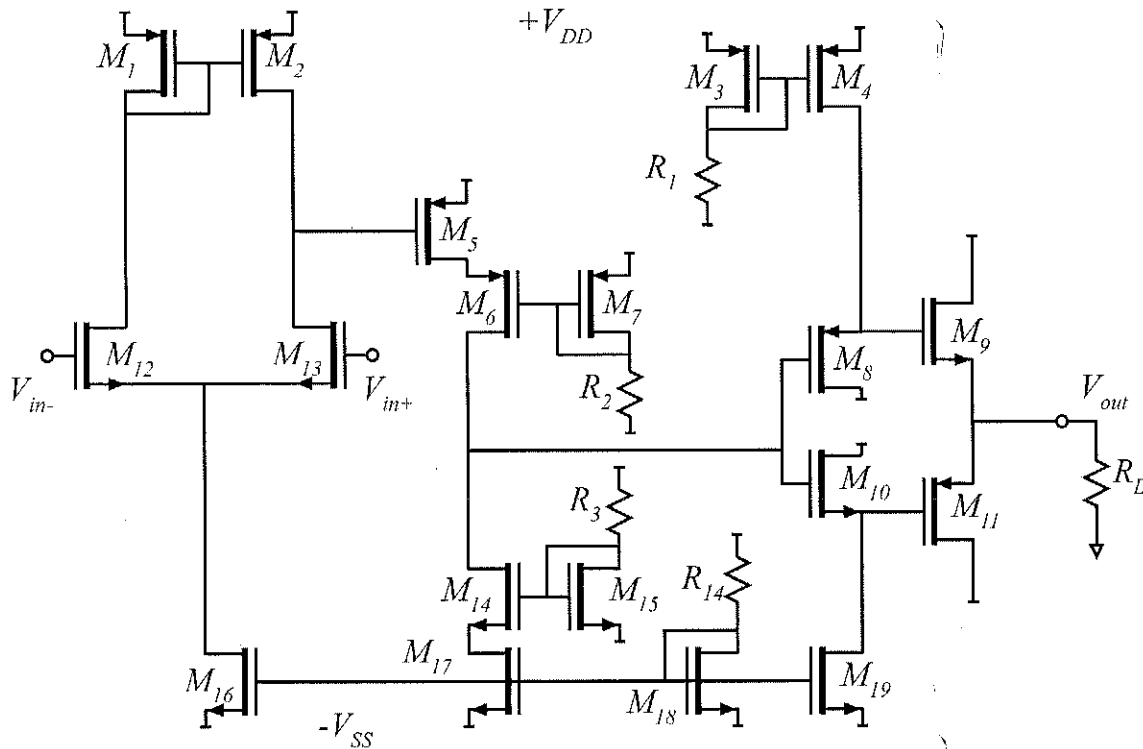 +V_DD
M_1
M_2
M_3
M_4
R_1
M_5
M_6
M_7
M_12
M_13
M_8
M_9
V_in-
V_in+
R_2
V_out
M_10
R_L
R_3
M_11
M_14
M_15
R_14
M_17
M_16
M_18
M_19
-V_SS